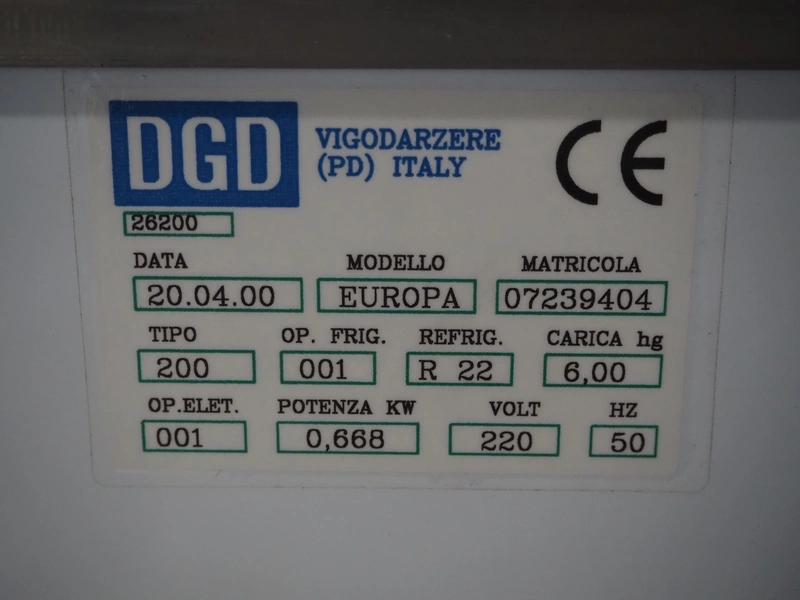 DGD
VIGODARZERE
(PD) ITALY
CE
26200
DATA MODELLO MATRICOLA
20.04.00 EUROPA 07239404
TIPO OP. FRIG. REFRIG. CARICA hg
200 001 R 22 6,00
OP.ELET. POTENZA KW VOLT HZ
001 0,668 220 50